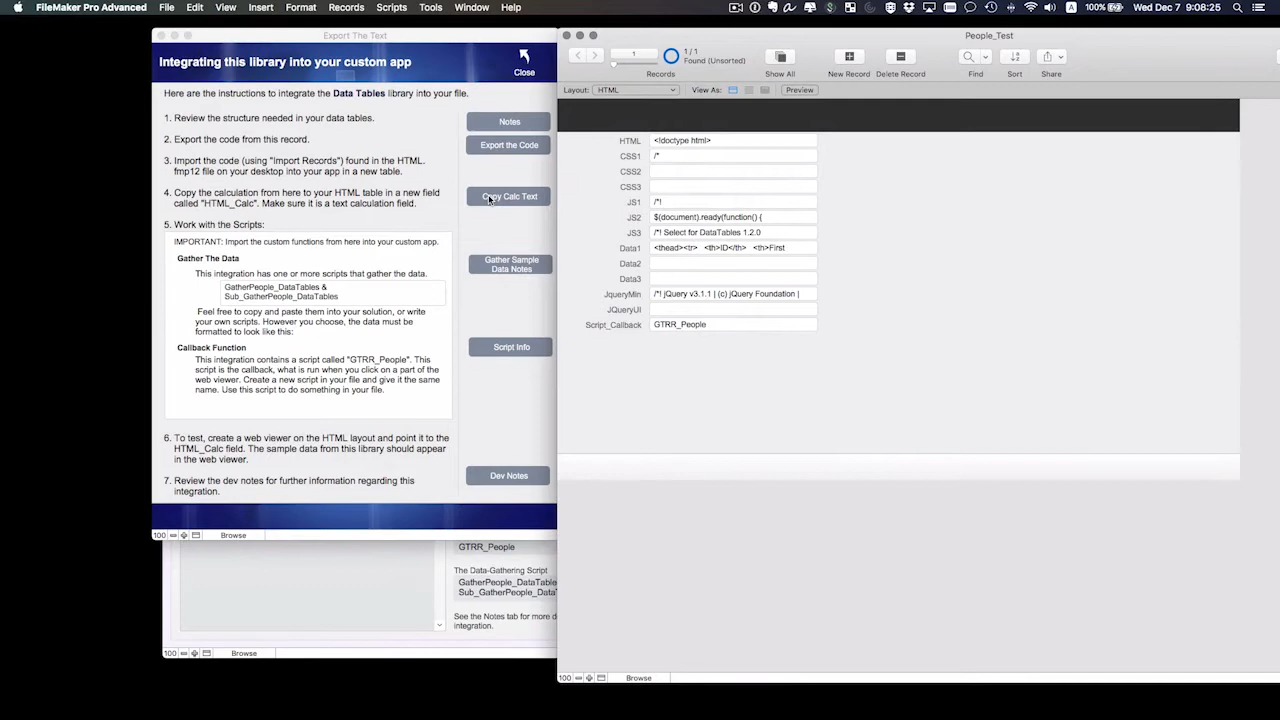 FileMaker Pro Advanced File Edit View Insert Format Records Scripts Tools Window Help 100% Wed Dec 7 9:08:25
Export The Text
Integrating this library into your custom app
Close
Here are the instructions to integrate the Data Tables library into your file.
1. Review the structure needed in your data tables.
Notes
2. Export the code from this record.
Export the Code
3. Import the code (using "Import Records") found in the HTML.
fmp12 file on your desktop into your app in a new table.
4. Copy the calculation from here to your HTML table in a new field
called "HTML_Calc". Make sure it is a text calculation field.
Copy Calc Text
5. Work with the Scripts:
IMPORTANT: Import the custom functions from here into your custom app.
Gather The Data
This integration has one or more scripts that gather the data.
GatherPeople_DataTables &
Sub_GatherPeople_DataTables
Gather Sample
Data Notes
Feel free to copy and paste them into your solution, or write
your own scripts. However you choose, the data must be
formatted to look like this:
Callback Function
Script Info
This integration contains a script called "GTRR_People". This
script is the callback, what is run when you click on a part of the
web viewer. Create a new script in your file and give it the same
name. Use this script to do something in your file.
6. To test, create a web viewer on the HTML layout and point it to the
HTML_Calc field. The sample data from this library should appear
in the web viewer.
7. Review the dev notes for further information regarding this
integration.
Dev Notes
100 Browse
GTRR_People
The Data-Gathering Script
GatherPeople_DataTable
Sub_GatherPeople_Data
See the Notes tab for more d
integration.
100 Browse
People_Test
1
1 / 1
Found (Unsorted)
Records
Show All
New Record
Delete Record
Find
Sort
Share
Layout: HTML View As: Preview
HTML <!doctype html>
CSS1 /*
CSS2
CSS3
JS1 /*!
JS2 $(document).ready(function() {
JS3 /*! Select for DataTables 1.2.0
Data1 <thead><tr> <th>ID</th> <th>First
Data2
Data3
JqueryMin /*! jQuery v3.1.1 | (c) jQuery Foundation |
JQueryUI
Script_Callback GTRR_People
100 Browse